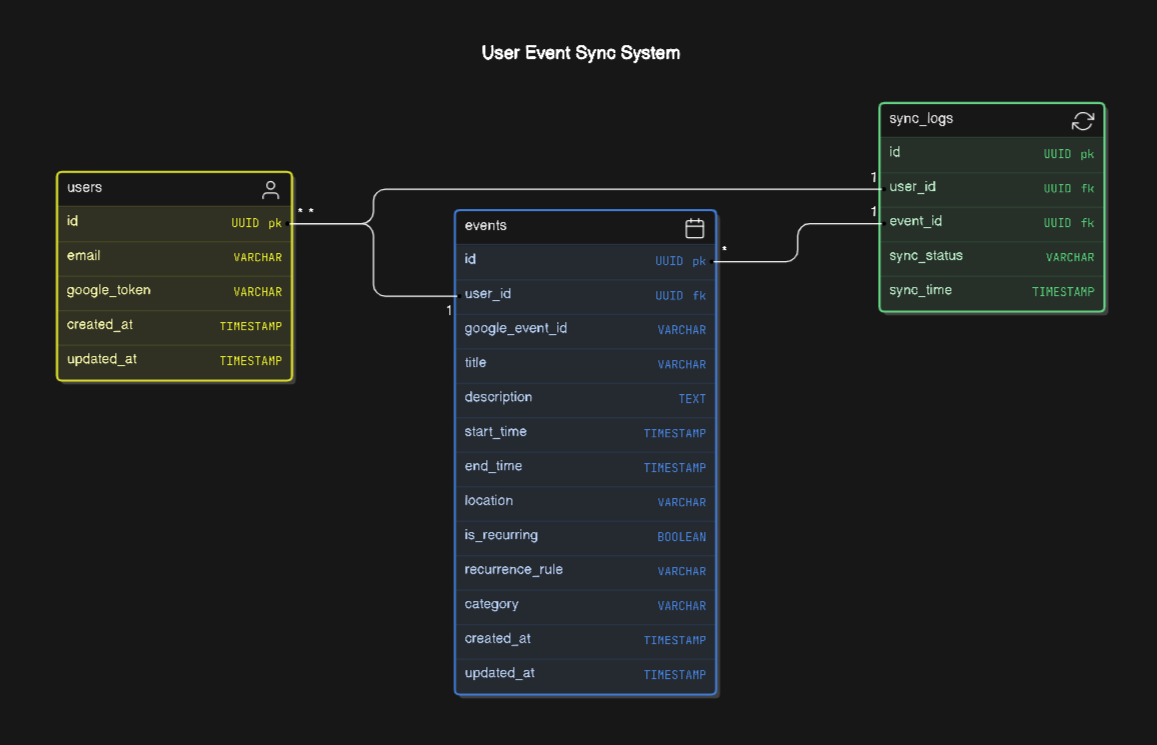 User Event Sync System
users
id UUID pk
email VARCHAR
google_token VARCHAR
created_at TIMESTAMP
updated_at TIMESTAMP
* *
1
events
id UUID pk
user_id UUID fk
google_event_id VARCHAR
title VARCHAR
description TEXT
start_time TIMESTAMP
end_time TIMESTAMP
location VARCHAR
is_recurring BOOLEAN
recurrence_rule VARCHAR
category VARCHAR
created_at TIMESTAMP
updated_at TIMESTAMP
*
1
1
sync_logs
id UUID pk
user_id UUID fk
event_id UUID fk
sync_status VARCHAR
sync_time TIMESTAMP